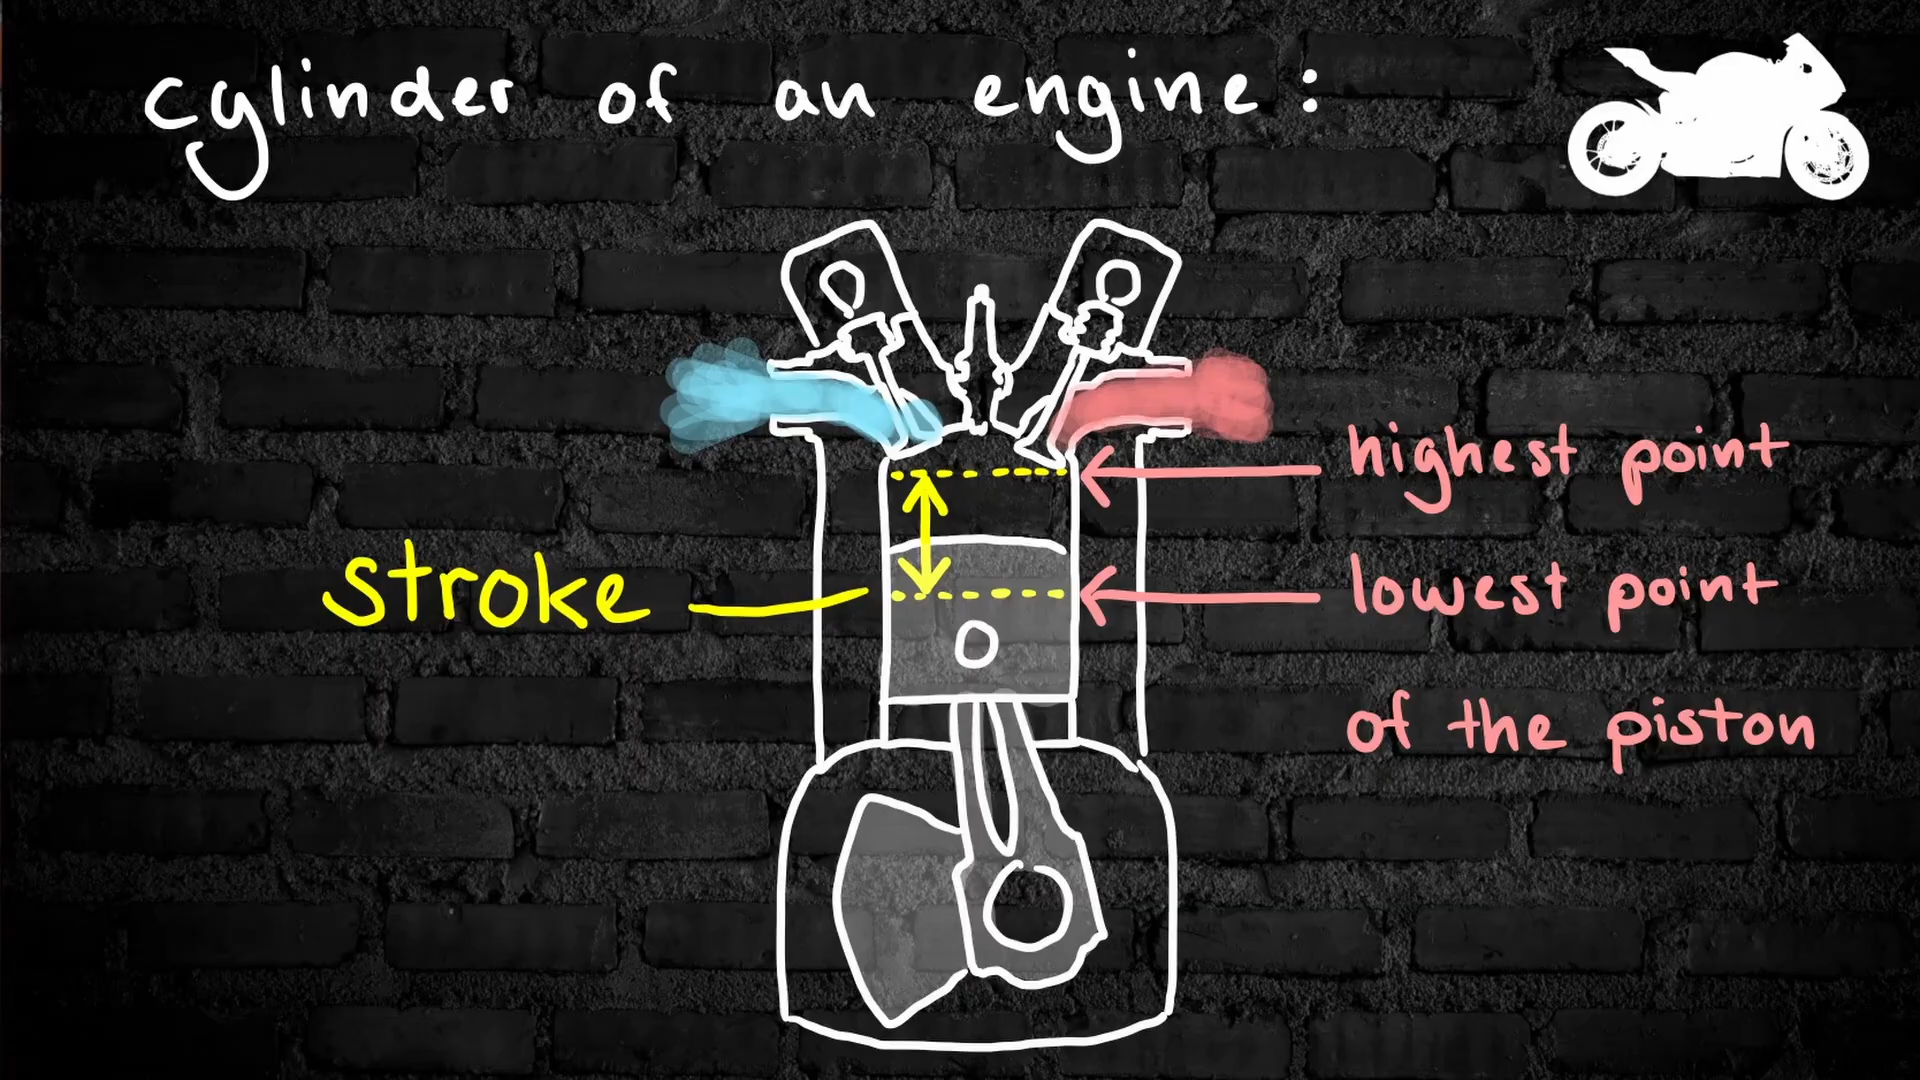 cylinder of an engine:
highest point
stroke
lowest point
of the piston